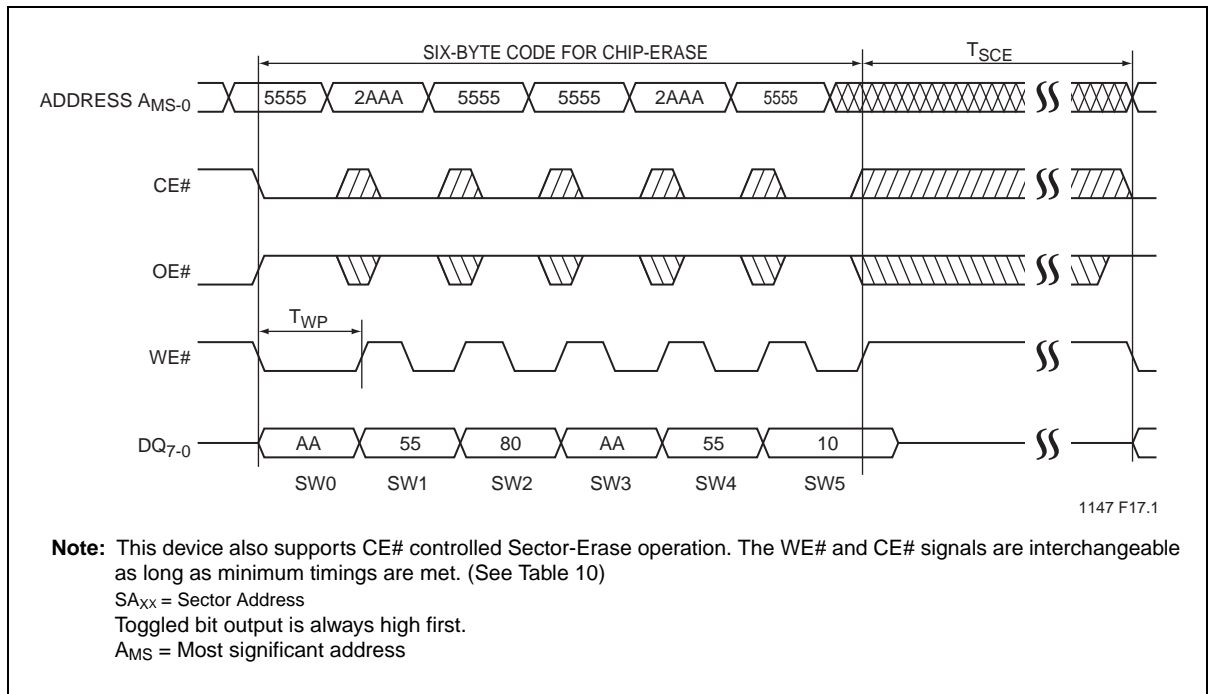 SIX-BYTE CODE FOR CHIP-ERASE TSCE
ADDRESS AMS-0 5555 2AAA 5555 5555 2AAA 5555
CE#
OE#
TWP
WE#
DQ7-0 AA 55 80 AA 55 10
SW0 SW1 SW2 SW3 SW4 SW5
1147 F17.1
Note: This device also supports CE# controlled Sector-Erase operation. The WE# and CE# signals are interchangeable
as long as minimum timings are met. (See Table 10)
SAXX = Sector Address
Toggled bit output is always high first.
AMS = Most significant address